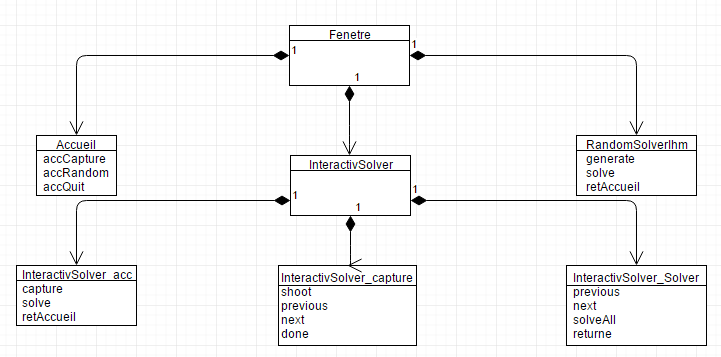 Fenetre
1
1
1
Accueil
accCapture
accRandom
accQuit
InteractivSolver
1
1
1
RandomSolverIhm
generate
solve
retAccueil
InteractivSolver_acc
capture
solve
retAccueil
InteractivSolver_capture
shoot
previous
next
done
InteractivSolver_Solver
previous
next
solveAll
returne